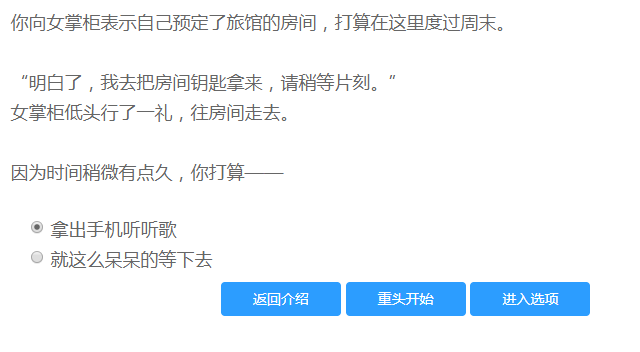 你向女掌柜表示自己预定了旅馆的房间，打算在这里度过周末。
“明白了，我去把房间钥匙拿来，请稍等片刻。”
女掌柜低头行了一礼，往房间走去。
因为时间稍微有点久，你打算——
拿出手机听听歌
就这么呆呆的等下去
返回介绍 重头开始 进入选项